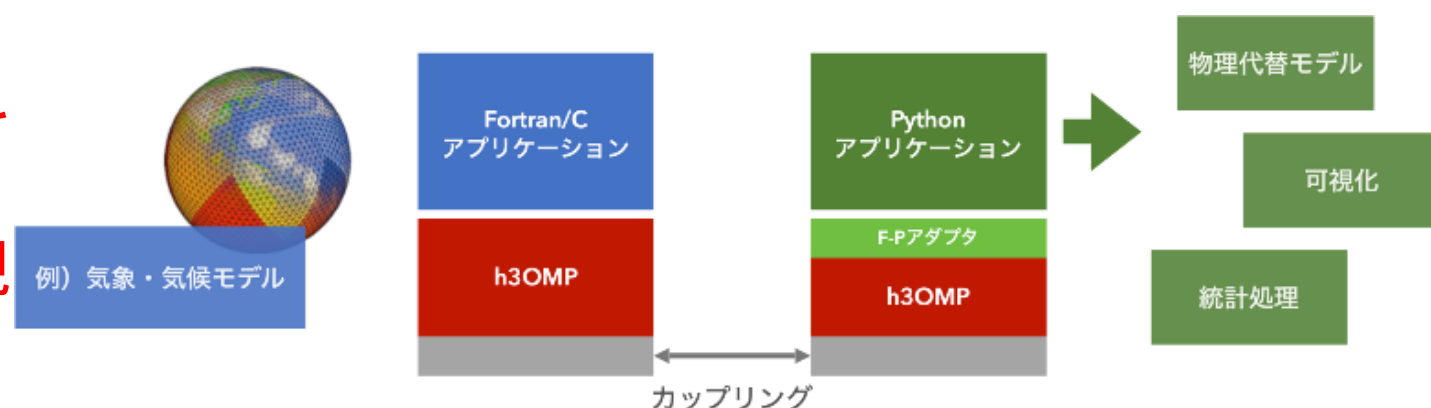 例）気象・気候モデル
Fortran/C
アプリケーション
h3OMP
Python
アプリケーション
F-Pアダプタ
h3OMP
カップリング
物理代替モデル
可視化
統計処理